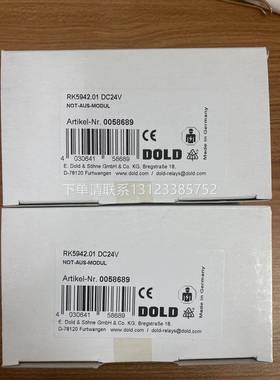 RK5942.01 DC24V
NOT-AUS-MODUL
Artikel-Nr. 0058689
4 030641 58689
CE
DOLD
Made in Germany
E. Dold & Söhne GmbH & Co. KG, Bregstraße 18,
D-78120 Furtwangen www.dold.com dold-relays@dold.com
下单请联系13123385752
RK5942.01 DC24V
NOT-AUS-MODUL
Artikel-Nr. 0058689
4 030641 58689
CE
DOLD
Made in Germany
E. Dold & Söhne GmbH & Co. KG, Bregstraße 18,
D-78120 Furtwangen www.dold.com dold-relays@dold.com